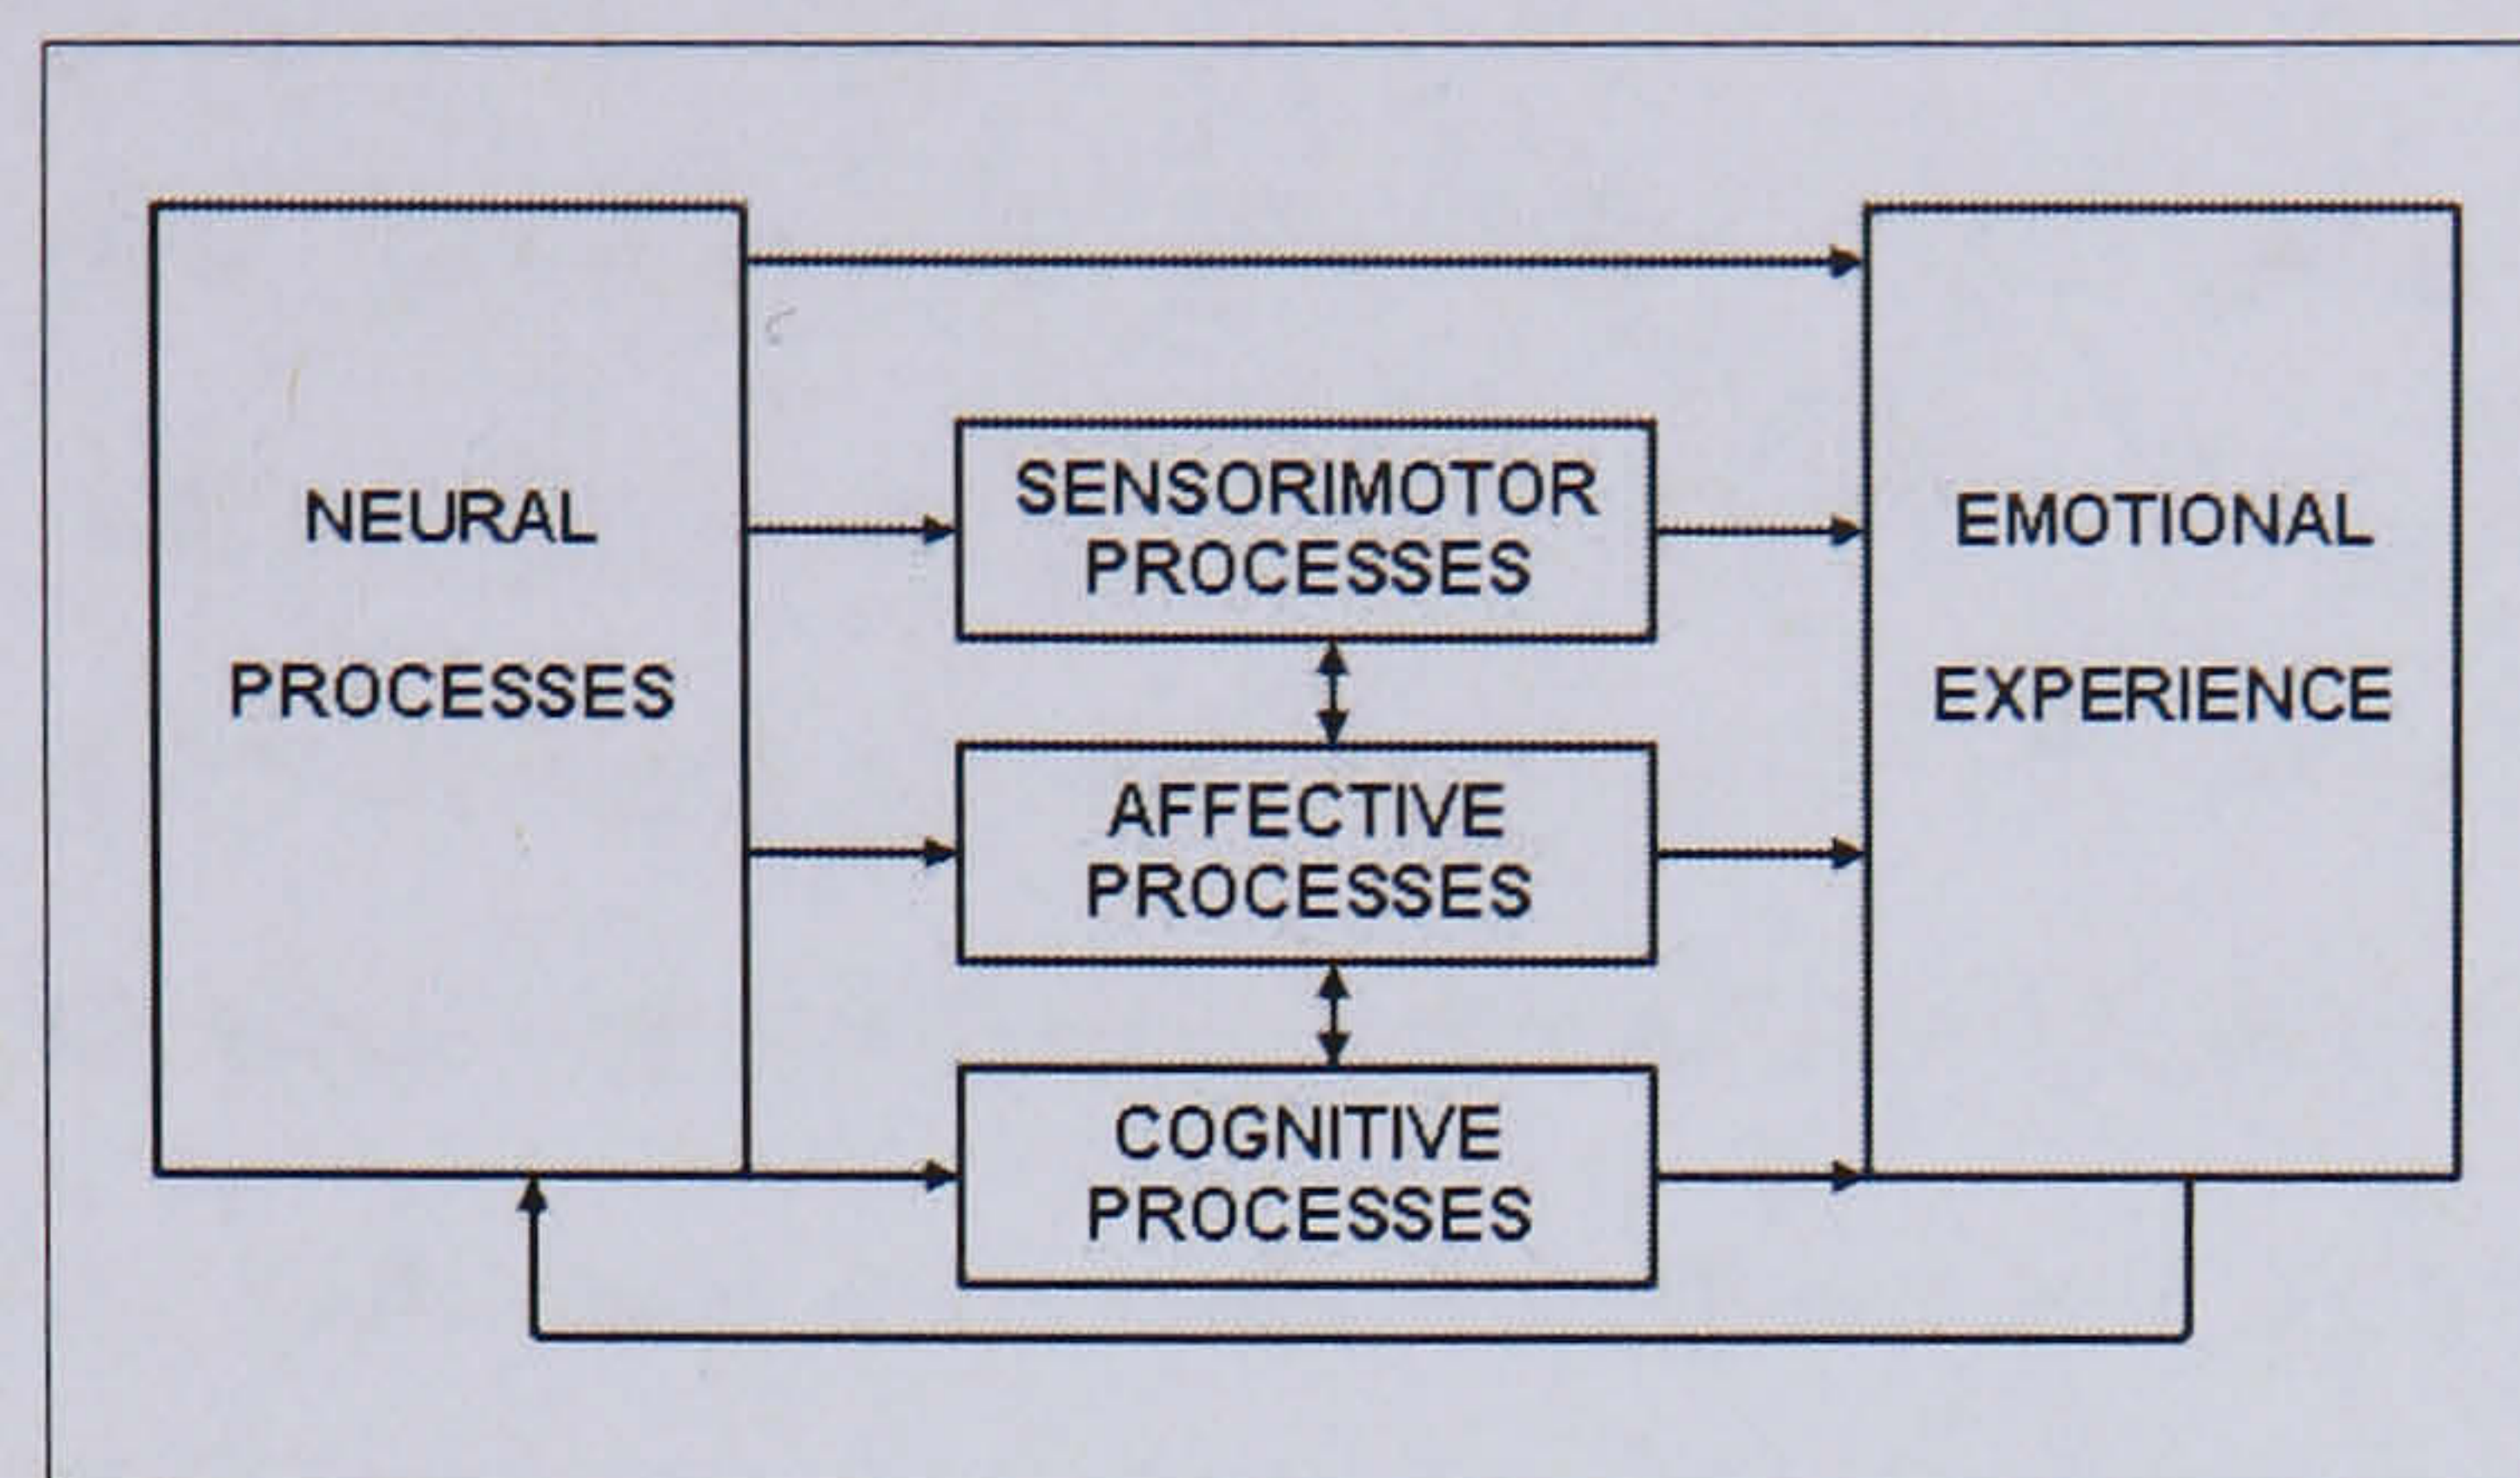 NEURAL
PROCESSES
SENSORIMOTOR
PROCESSES
AFFECTIVE
PROCESSES
COGNITIVE
PROCESSES
EMOTIONAL
EXPERIENCE